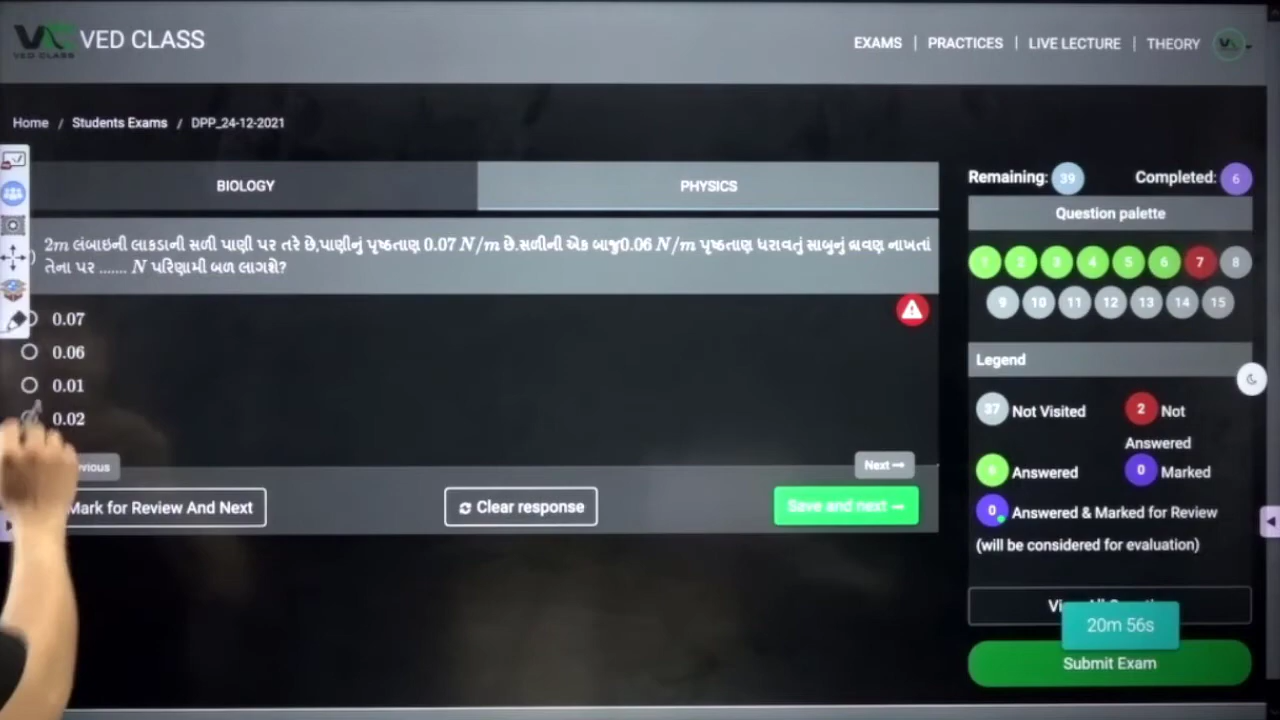 VED CLASS
VED CLASS
EXAMS | PRACTICES | LIVE LECTURE | THEORY
Home / Students Exams / DPP_24-12-2021
BIOLOGY
PHYSICS
2m લંબાઇની લાકડાની સળી પાણી પર તરે છે,પાણીનું પૃષ્ઠતાણ 0.07 N/m છે.સળીની એક બાજુ0.06 N/m પૃષ્ઠતાણ ધરાવતું સાબુનું દ્રાવણ નાખતાં
તેના પર ....... N પરિણામી બળ લાગશે?
0.07
0.06
0.01
0.02
vious
Next
Mark for Review And Next
Clear response
Save and next
Remaining: 39
Completed: 6
Question palette
1 2 3 4 5 6 7 8
9 10 11 12 13 14 15
Legend
37 Not Visited
2 Not
Answered
Answered
0 Marked
0 Answered & Marked for Review
(will be considered for evaluation)
20m 56s
Submit Exam